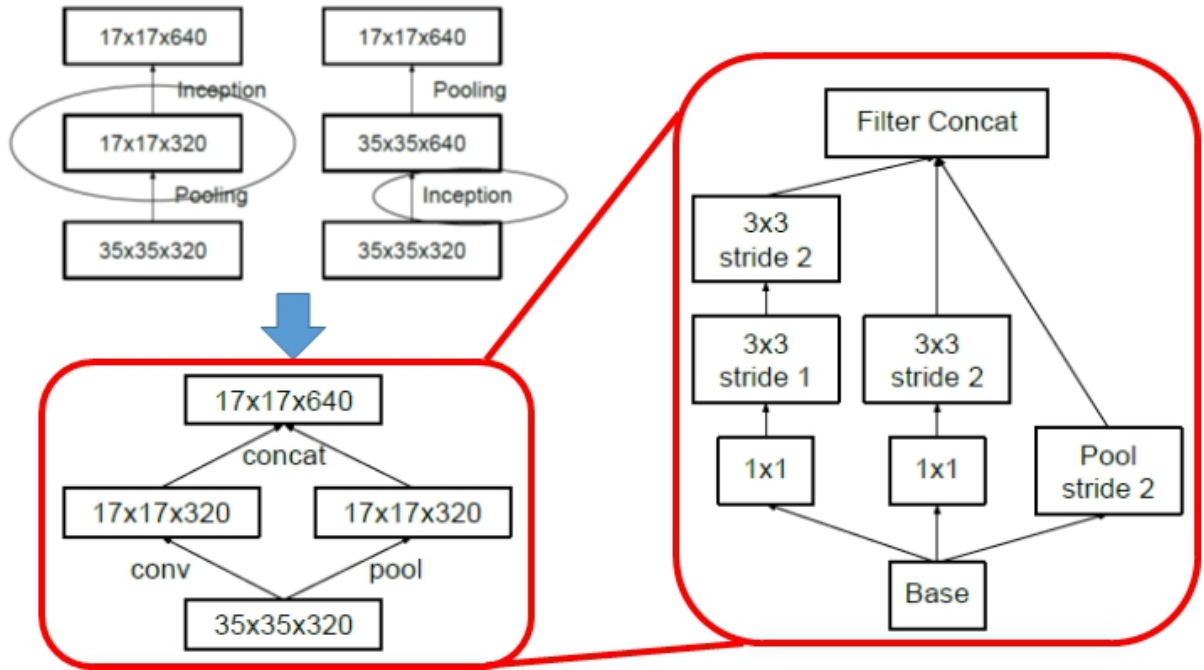 17x17x640
Inception
17x17x320
Pooling
35x35x320
17x17x640
Pooling
35x35x640
Inception
35x35x320
17x17x640
concat
17x17x320
17x17x320
conv
pool
35x35x320
Filter Concat
3x3
stride 2
3x3
stride 1
3x3
stride 2
1x1
1x1
Pool
stride 2
Base